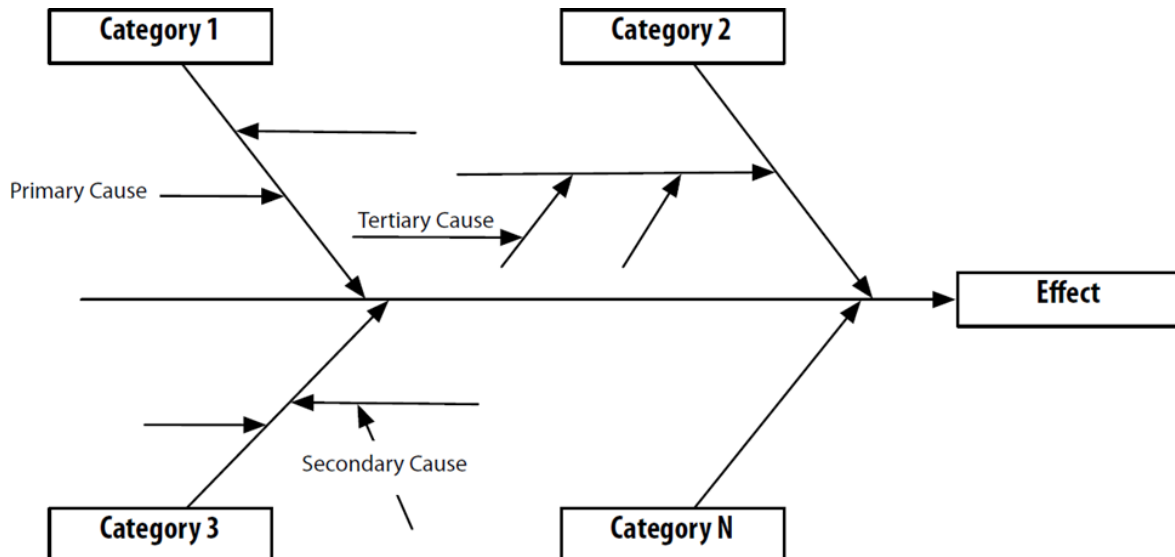 Category 1
Category 2
Primary Cause
Tertiary Cause
Effect
Secondary Cause
Category 3
Category N